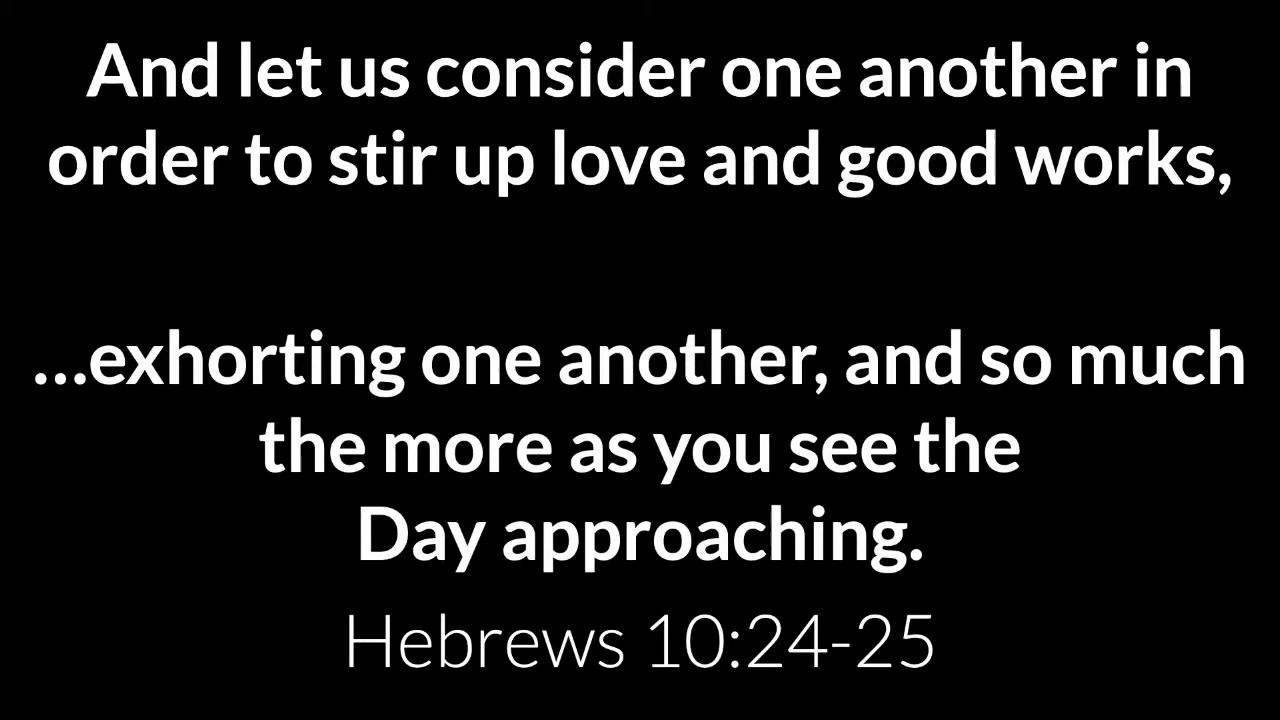 And let us consider one another in
order to stir up love and good works,
...exhorting one another, and so much
the more as you see the
Day approaching.
Hebrews 10:24-25